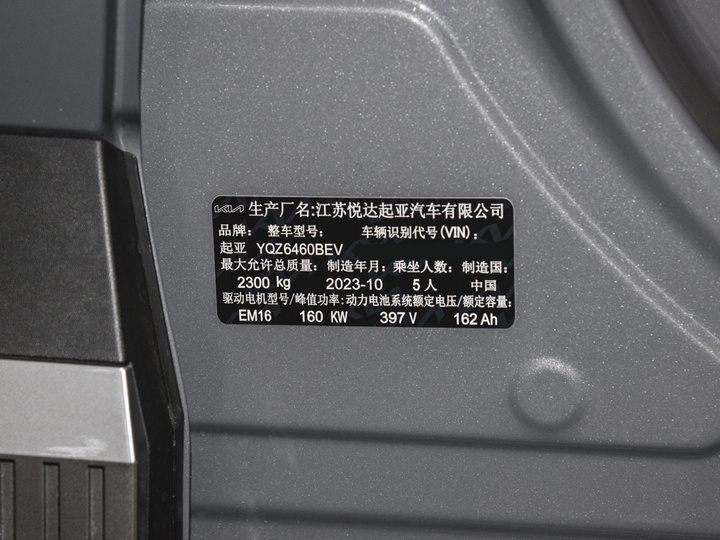 KIA 生产厂名:江苏悦达起亚汽车有限公司
品牌: 整车型号: 车辆识别代号(VIN):
起亚 YQZ6460BEV
最大允许总质量: 制造年月: 乘坐人数: 制造国:
2300 kg 2023-10 5人 中国
驱动电机型号/峰值功率:动力电池系统额定电压/额定容量:
EM16 160 KW 397 V 162 Ah